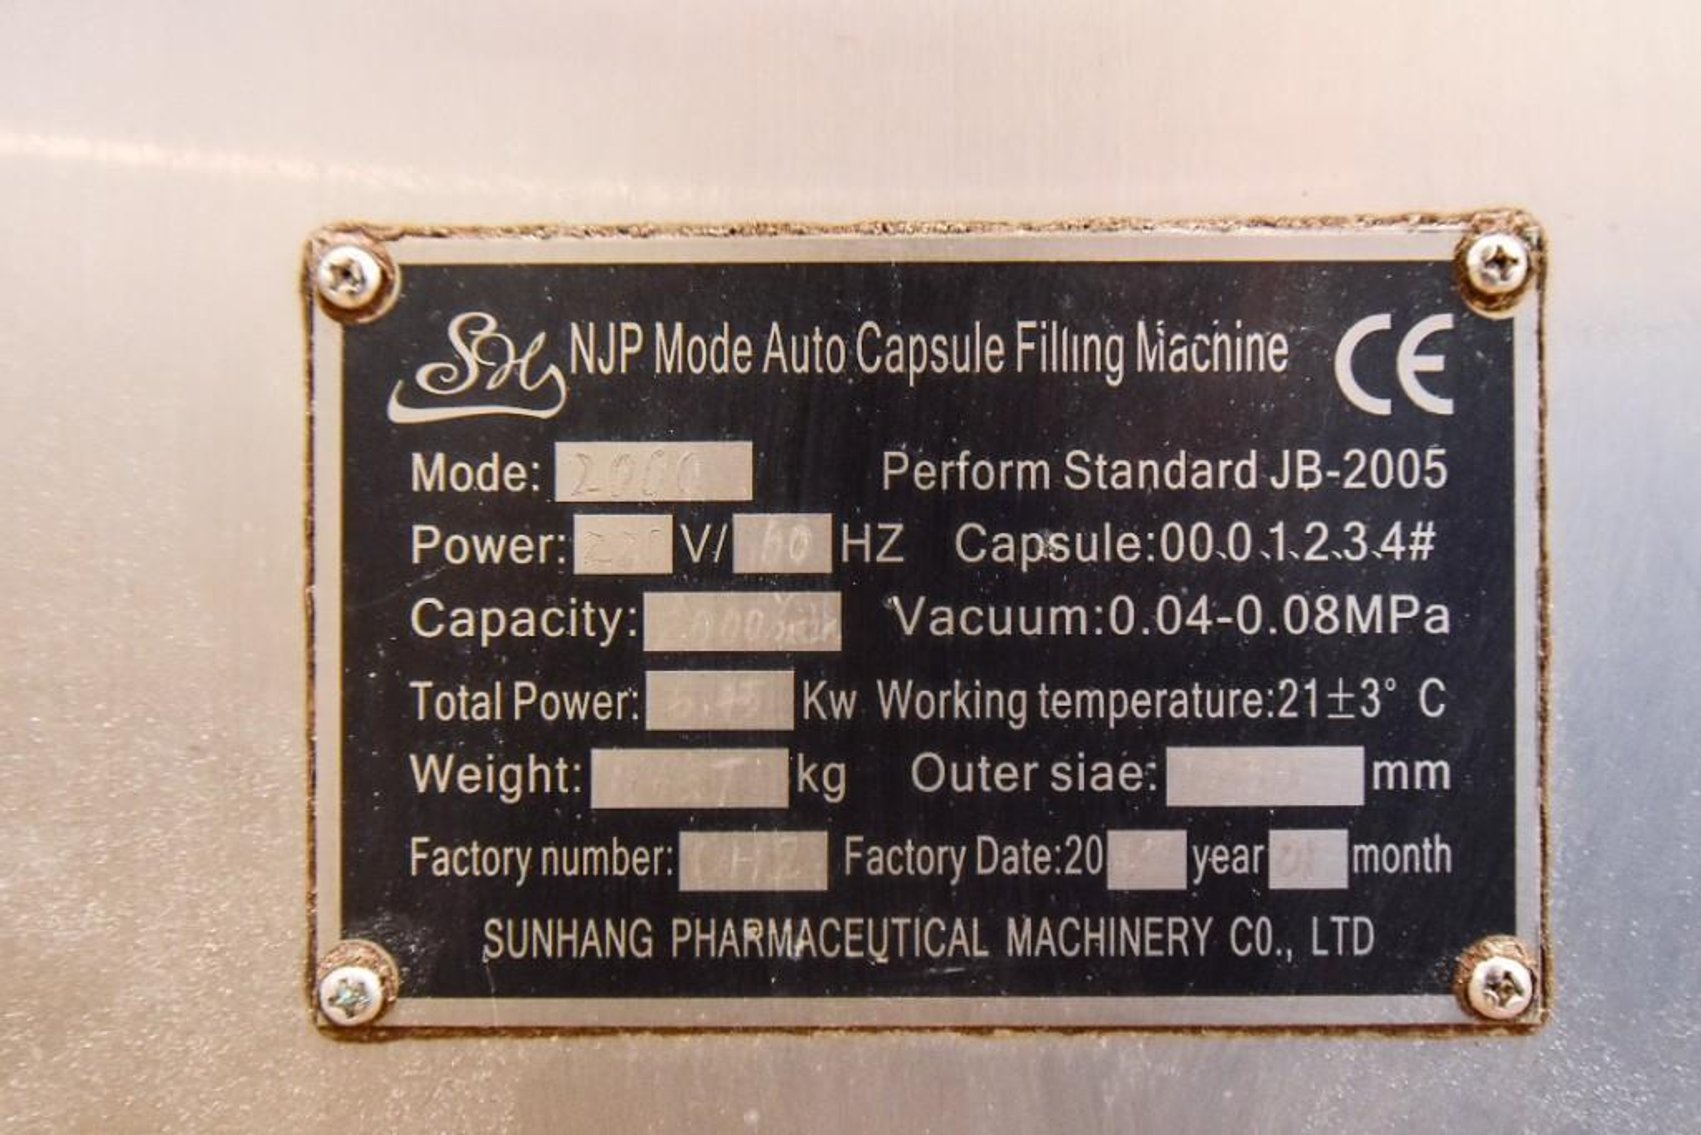 SH NJP Mode Auto Capsule Filling Machine CE
Mode: 2000 Perform Standard JB-2005
Power: V/ 60 HZ Capsule:00、0、1、2、3、4#
Capacity: Vacuum:0.04-0.08MPa
Total Power: Kw Working temperature:21±3° C
Weight: kg Outer siae: mm
Factory number: Factory Date:20 year month
SUNHANG PHARMACEUTICAL MACHINERY CO., LTD